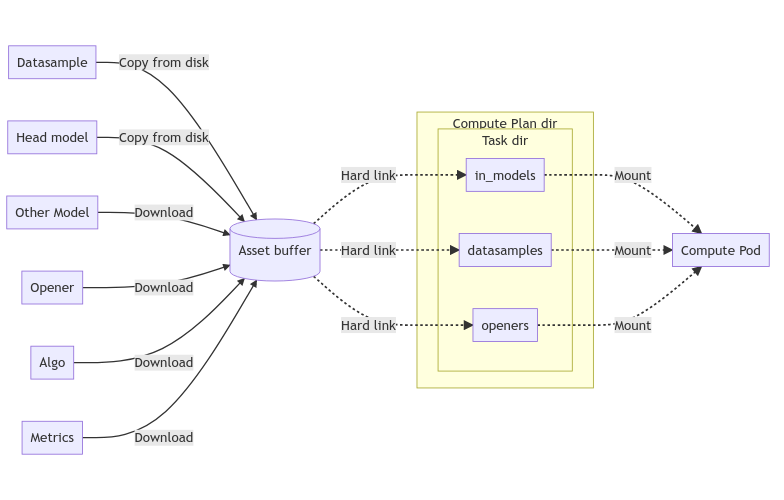 Datasample
Copy from disk
Head model
Copy from disk
Other Model
Download
Opener
Download
Algo
Download
Metrics
Download
Asset buffer
Hard link
Hard link
Hard link
Compute Plan dir
Task dir
in_models
datasamples
openers
Mount
Mount
Mount
Compute Pod